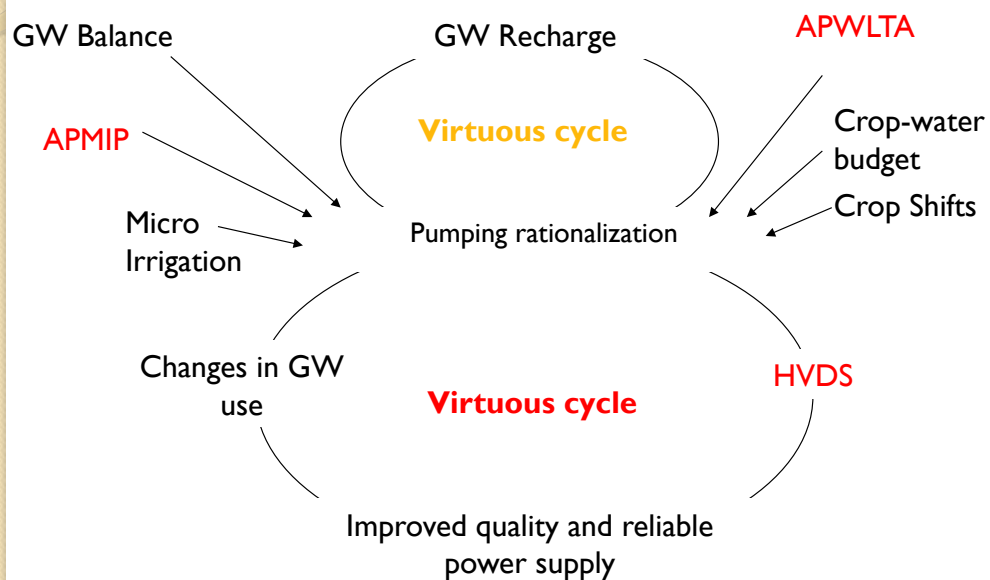 GW Balance
GW Recharge
APWLTA
APMIP
Virtuous cycle
Crop-water
budget
Crop Shifts
Micro
Irrigation
Pumping rationalization
Changes in GW
use
Virtuous cycle
HVDS
Improved quality and reliable
power supply